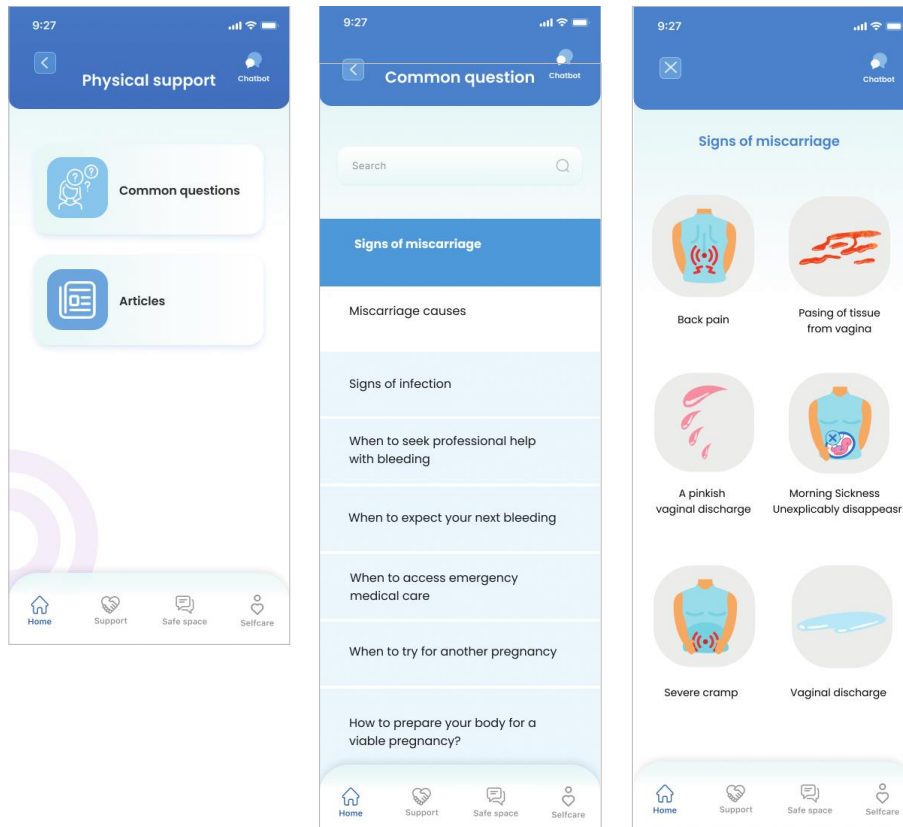 9:27
Physical support
Chatbot
Common questions
Articles
Home
Support
Safe space
Selfcare
9:27
Common question
Chatbot
Search
Signs of miscarriage
Miscarriage causes
Signs of infection
When to seek professional help
with bleeding
When to expect your next bleeding
When to access emergency
medical care
When to try for another pregnancy
How to prepare your body for a
viable pregnancy?
Home
Support
Safe space
Selfcare
9:27
Chatbot
Signs of miscarriage
Back pain
Pasing of tissue
from vagina
A pinkish
vaginal discharge
Morning Sickness
Unexplicably disappeasr
Severe cramp
Vaginal discharge
Home
Support
Safe space
Selfcare